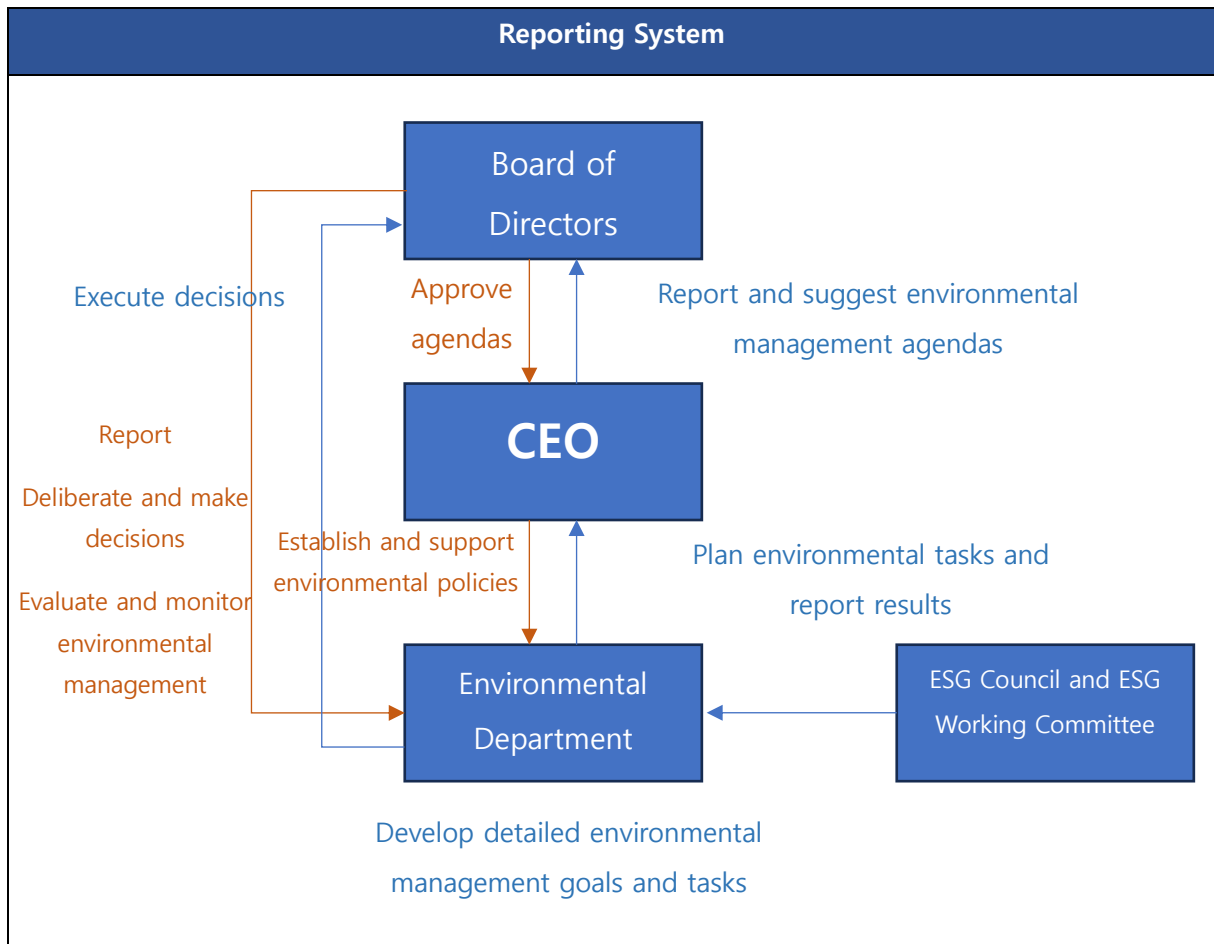 Reporting System
Board of
Directors
Execute decisions
Approve
agendas
Report and suggest environmental
management agendas
CEO
Report
Deliberate and make
decisions
Evaluate and monitor
environmental
management
Establish and support
environmental policies
Plan environmental tasks and
report results
Environmental
Department
ESG Council and ESG
Working Committee
Develop detailed environmental
management goals and tasks